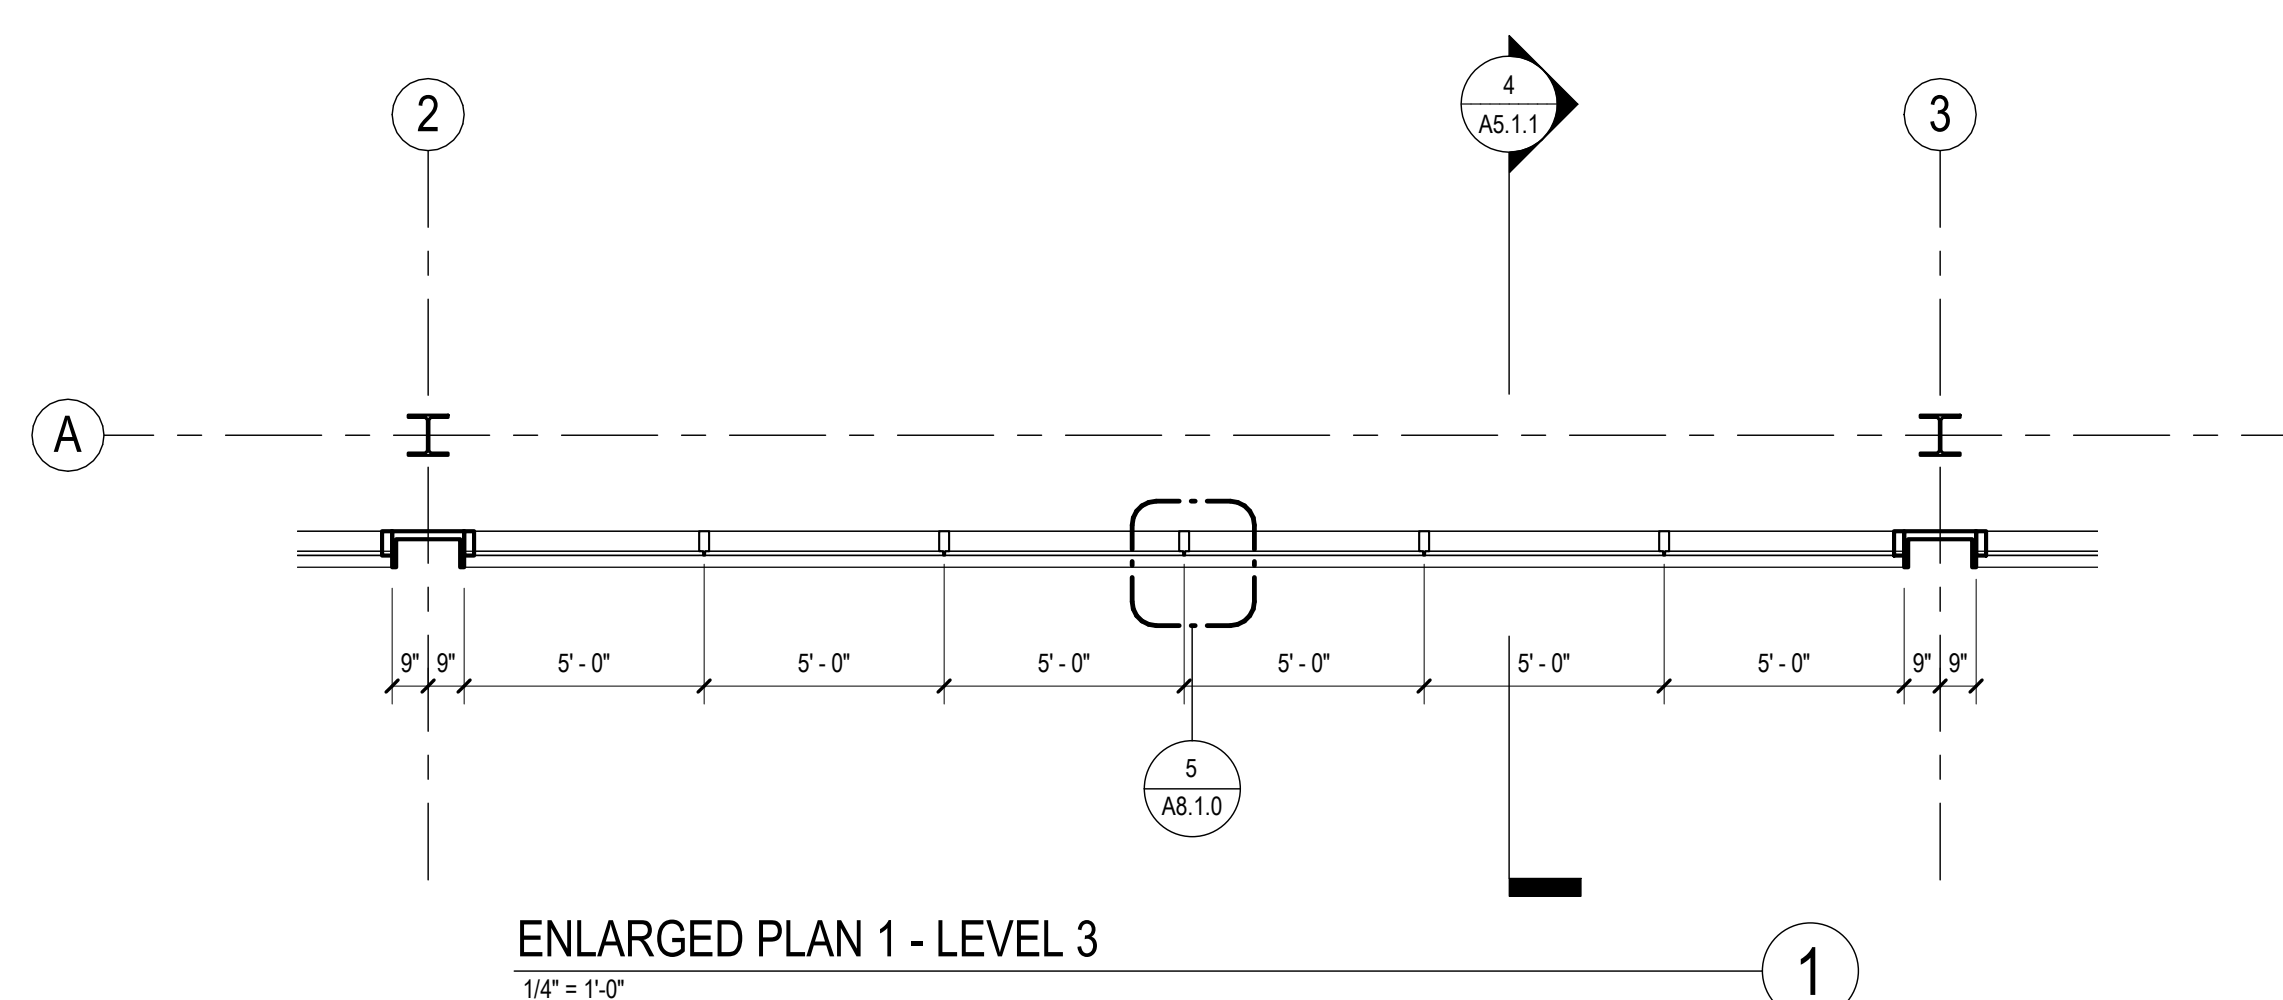 4
A5.1.1
2
3
A
9" 9" 5' - 0" 5' - 0" 5' - 0" 5' - 0" 5' - 0" 5' - 0" 9" 9"
5
A8.1.0
ENLARGED PLAN 1 - LEVEL 3
1
1/4" = 1'-0"